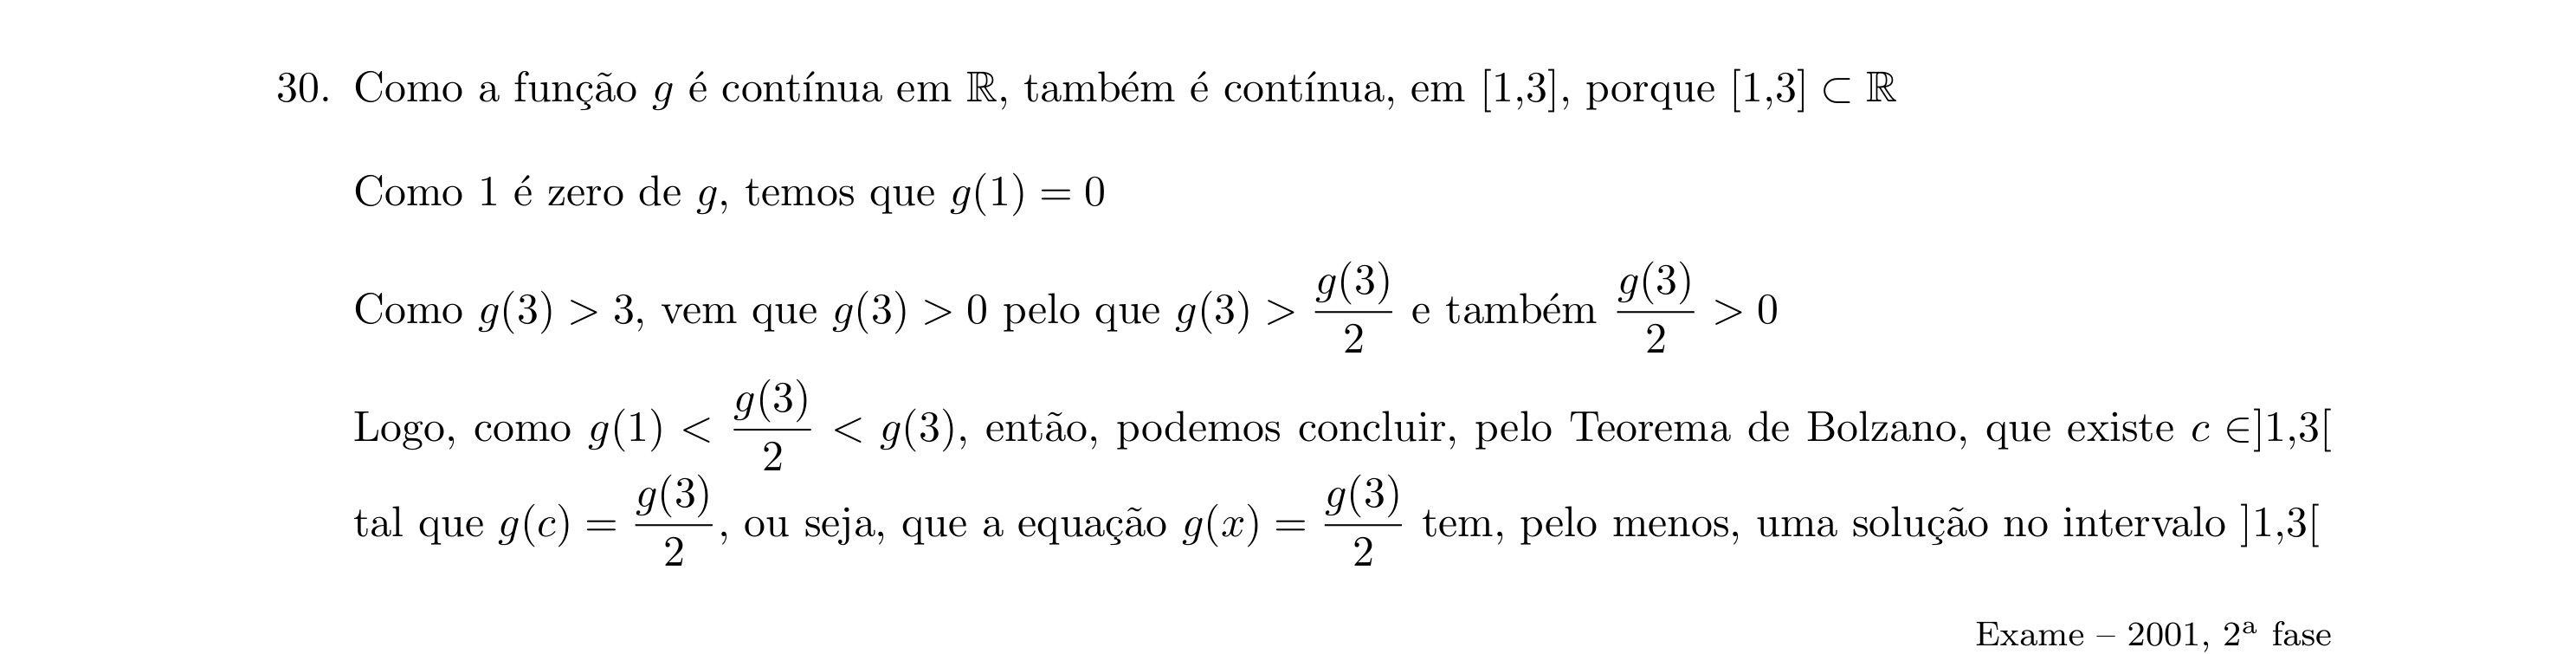 30. Como a função g é contínua em ℝ, também é contínua, em [1,3], porque [1,3] ⊂ ℝ
Como 1 é zero de g, temos que g(1) = 0
Como g(3) > 3, vem que g(3) > 0 pelo que g(3) > g(3)/2 e também g(3)/2 > 0
Logo, como g(1) < g(3)/2 < g(3), então, podemos concluir, pelo Teorema de Bolzano, que existe c ∈]1,3[
tal que g(c) = g(3)/2, ou seja, que a equação g(x) = g(3)/2 tem, pelo menos, uma solução no intervalo ]1,3[
Exame – 2001, 2ª fase